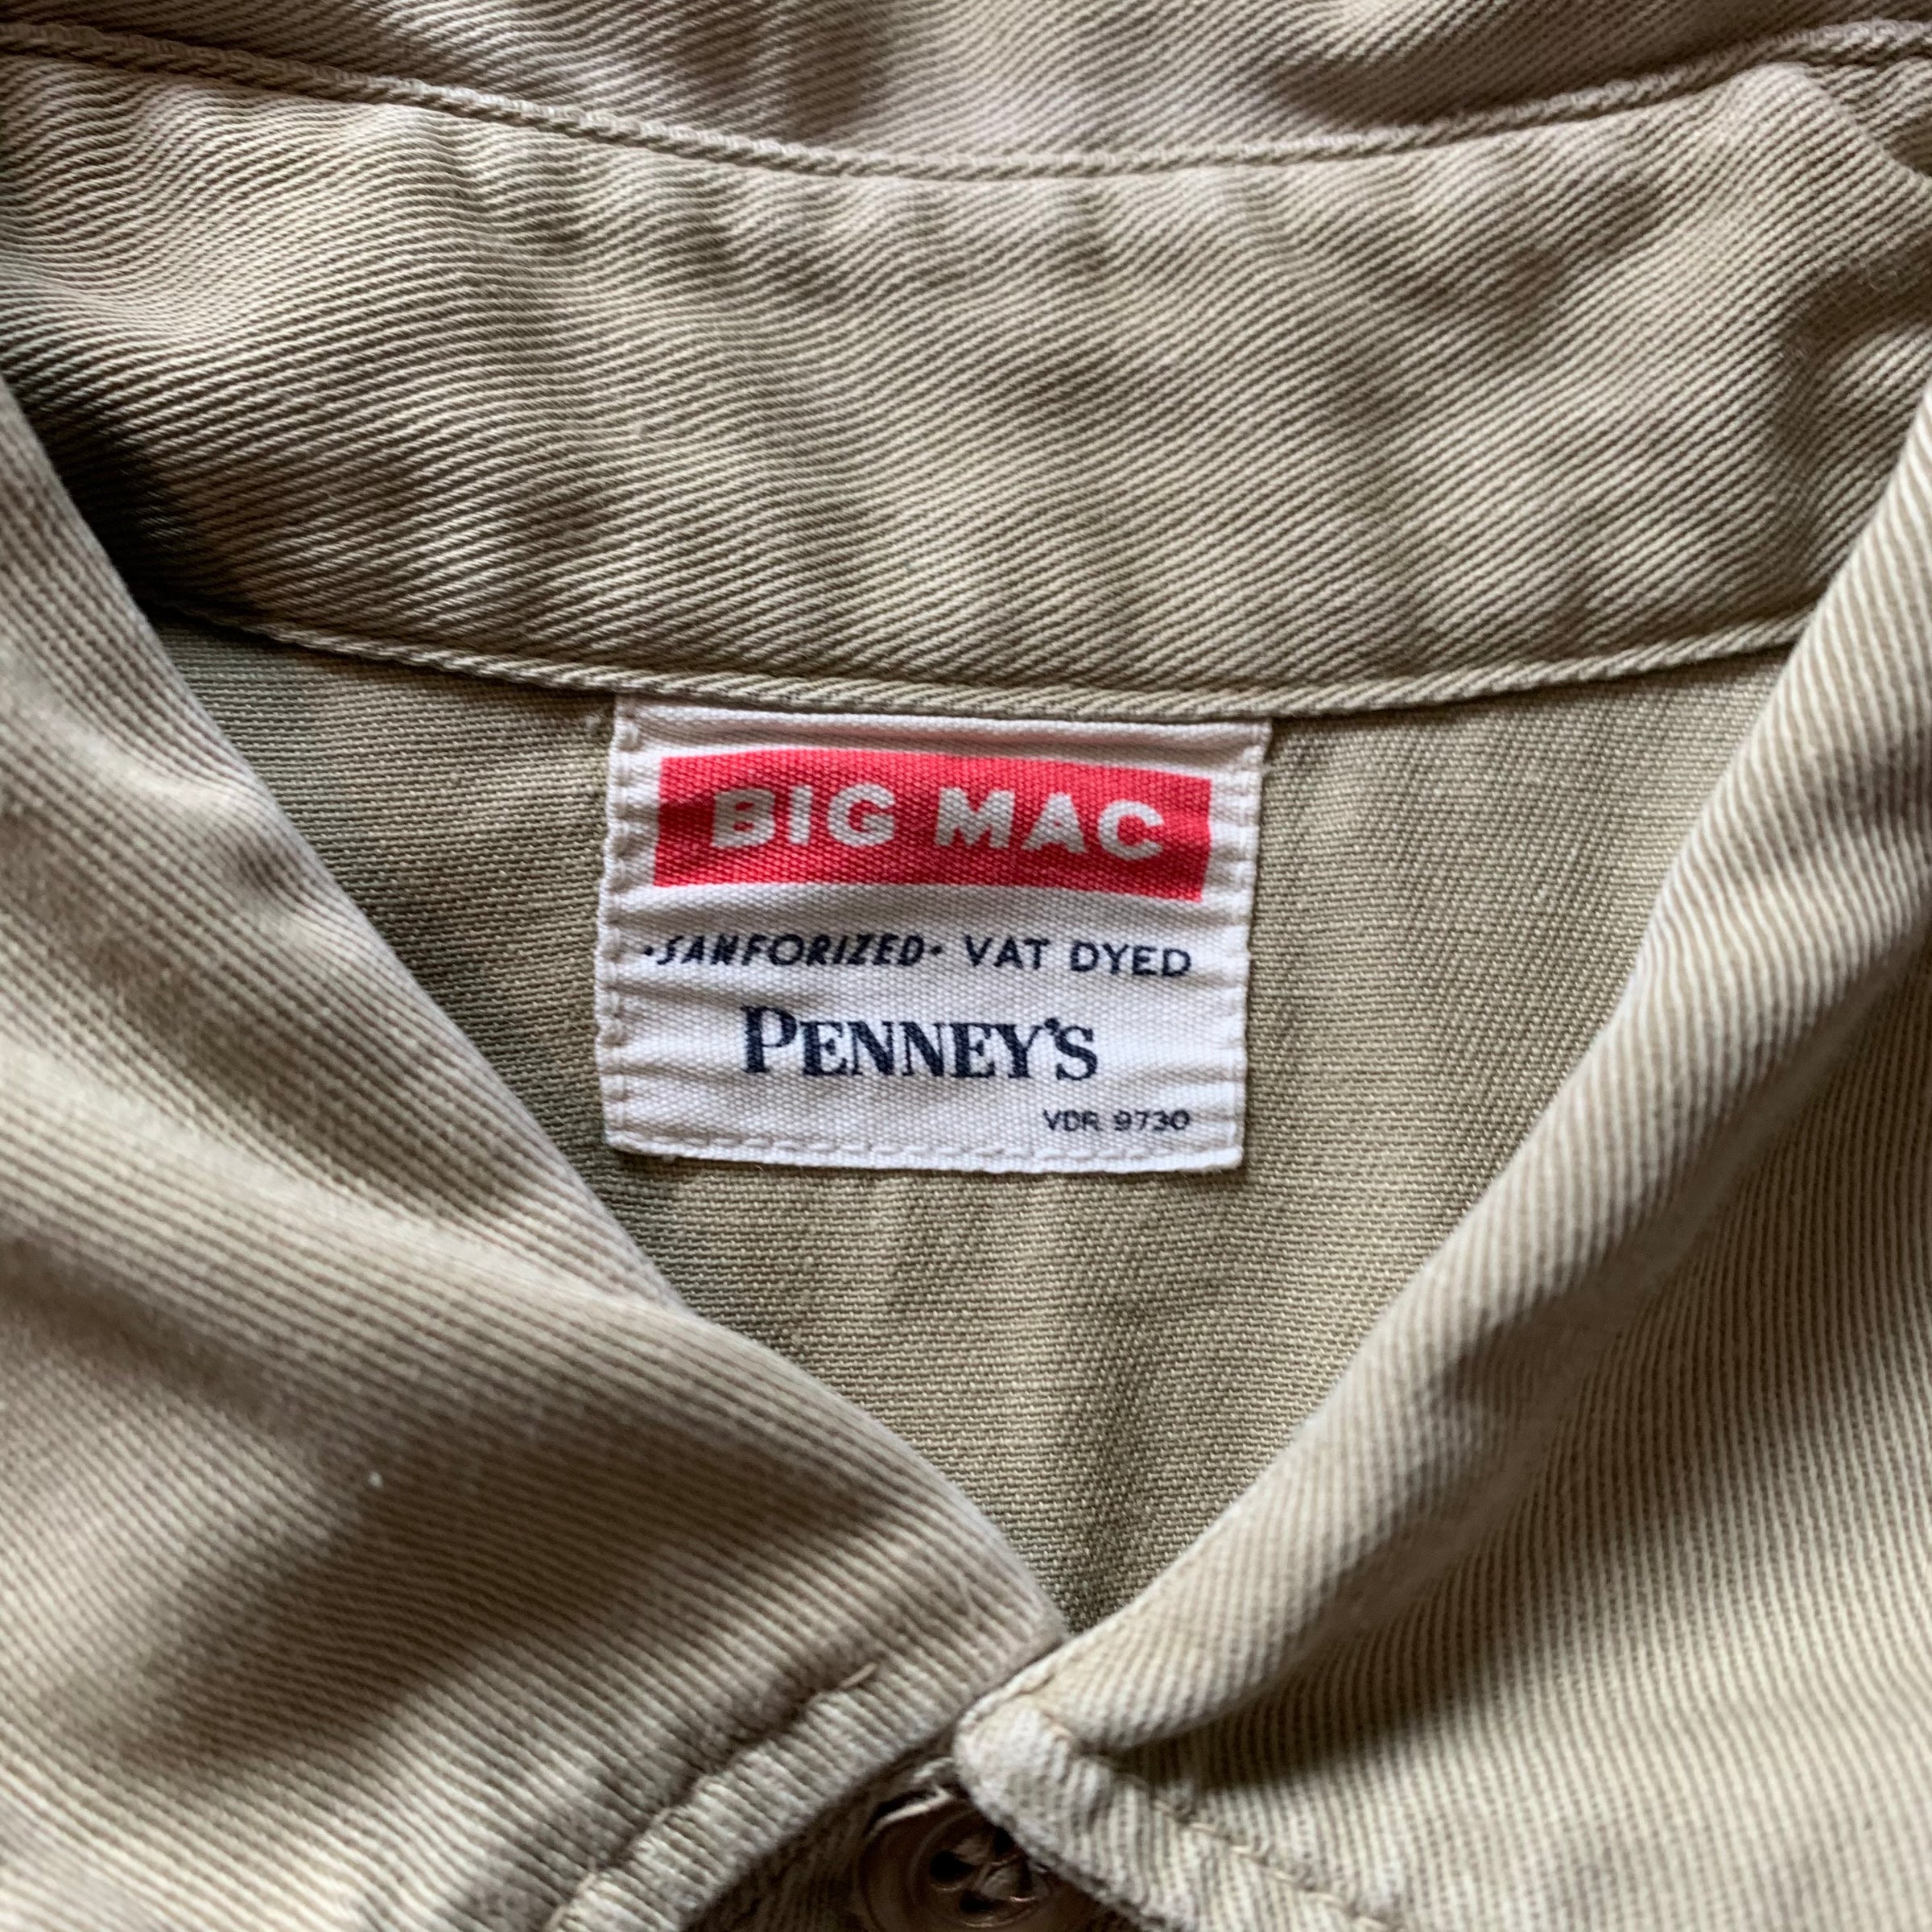 BIG MAC
•SANFORIZED• VAT DYED
PENNEY'S
VDR 9730